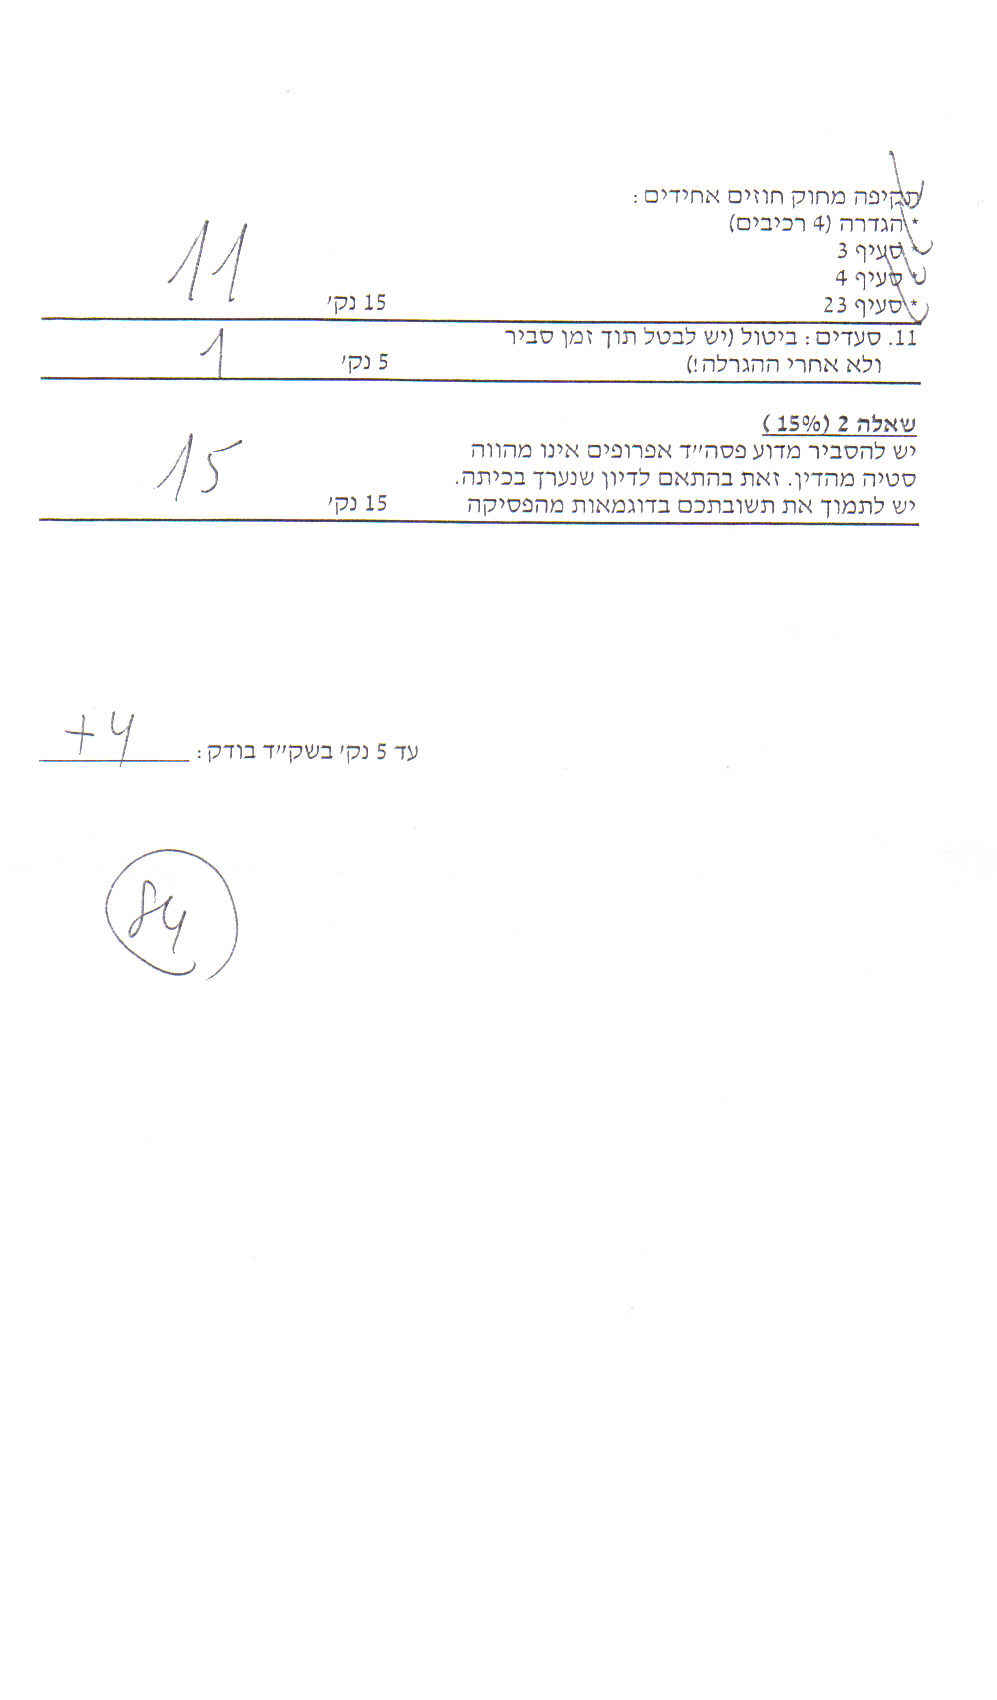 תקיפה מחוק חוזים אחידים:
* הגדרה (4 רכיבים)
* סעיף 3
* סעיף 4
* סעיף 23
15 נק'
11
11. סעדים: ביטול (יש לבטל תוך זמן סביר
ולא אחרי ההגרלה!)
5 נק'
1
שאלה 2 (15%)
יש להסביר מדוע פסה״ד אפרופים אינו מהווה
סטיה מהדין. זאת בהתאם לדיון שנערך בכיתה.
יש לתמוך את תשובתכם בדוגמאות מהפסיקה
15 נק'
15
עד 5 נק' בשק״ד בודק: +4
84